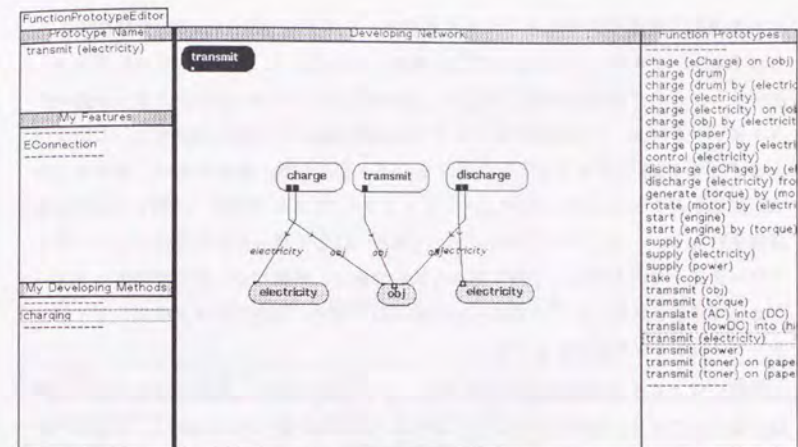 FunctionPrototypeEditor
Prototype Name
transmit (electricity)
My Features
EConnection
My Developing Methods
charging
Developing Network
transmit
charge
tramsmit
discharge
electricity
obj
obj
obj
electricity
electricity
obj
electricity
Function Prototypes
chage (eCharge) on (obj)
charge (drum)
charge (drum) by (electric
charge (electricity)
charge (electricity) on (ob
charge (obj) by (electricit
charge (paper)
charge (paper) by (electri
control (electricity)
discharge (eChage) by (el
discharge (electricity) fro
generate (torque) by (mo
rotate (motor) by (electri
start (engine)
start (engine) by (torque)
supply (AC)
supply (electricity)
supply (power)
take (copy)
tramsmit (obj)
tramsmit (torque)
translate (AC) into (DC)
translate (lowDC) into (hi
transmit (electricity)
transmit (power)
transmit (toner) on (pape
transmit (toner) on (pape